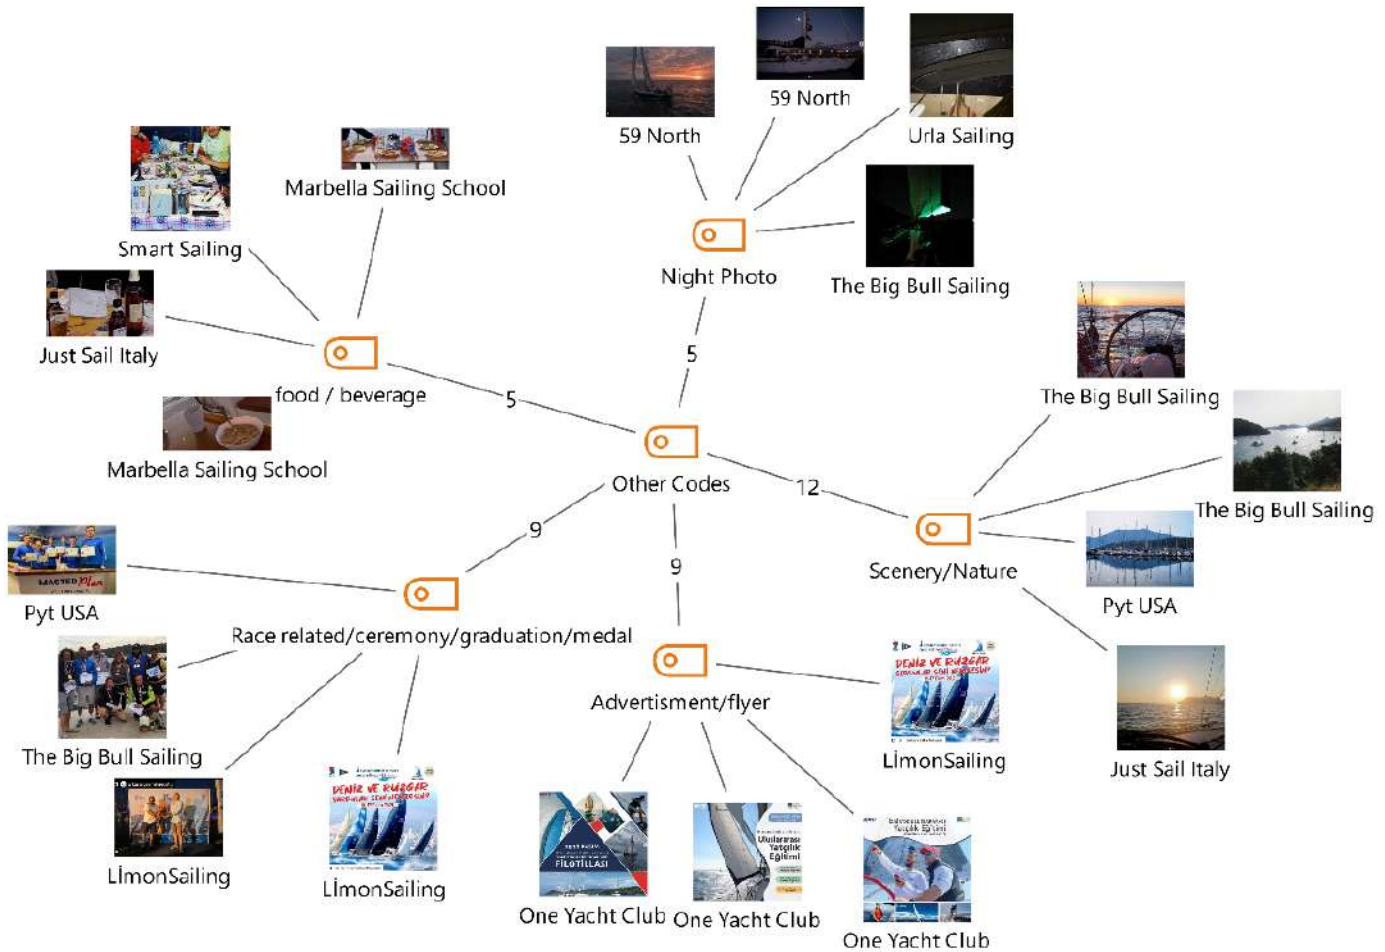 59 North
59 North
Urla Sailing
The Big Bull Sailing
Night Photo
Smart Sailing
Marbella Sailing School
Just Sail Italy
food / beverage
Marbella Sailing School
5
5
Other Codes
12
9
9
The Big Bull Sailing
The Big Bull Sailing
Scenery/Nature
Pyt USA
Just Sail Italy
Pyt USA
Race related/ceremony/graduation/medal
The Big Bull Sailing
LİmonSailing
DENİZ VE RUZGAR
LİmonSailing
Advertisment/flyer
DENİZ VE RUZGAR
LİmonSailing
FİLOTİLLASI
One Yacht Club
Uluslararası
Yatçılık
Eğitimi
One Yacht Club
Yatçılık Eğitimi
One Yacht Club